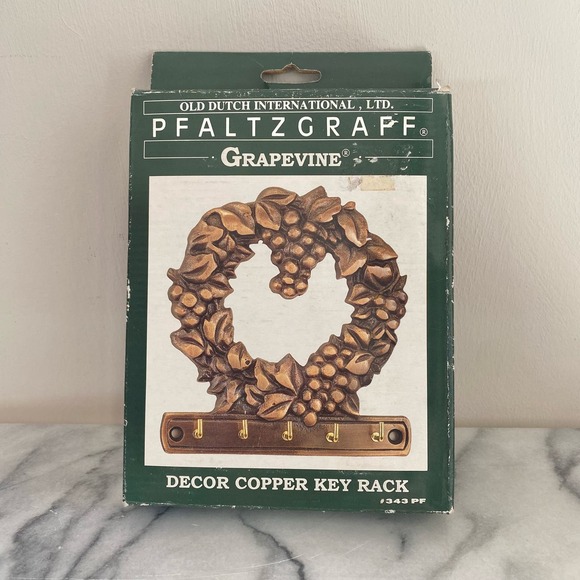 OLD DUTCH INTERNATIONAL, LTD.
PFALTZGRAFF®
GRAPEVINE®
DECOR COPPER KEY RACK
#343 PF